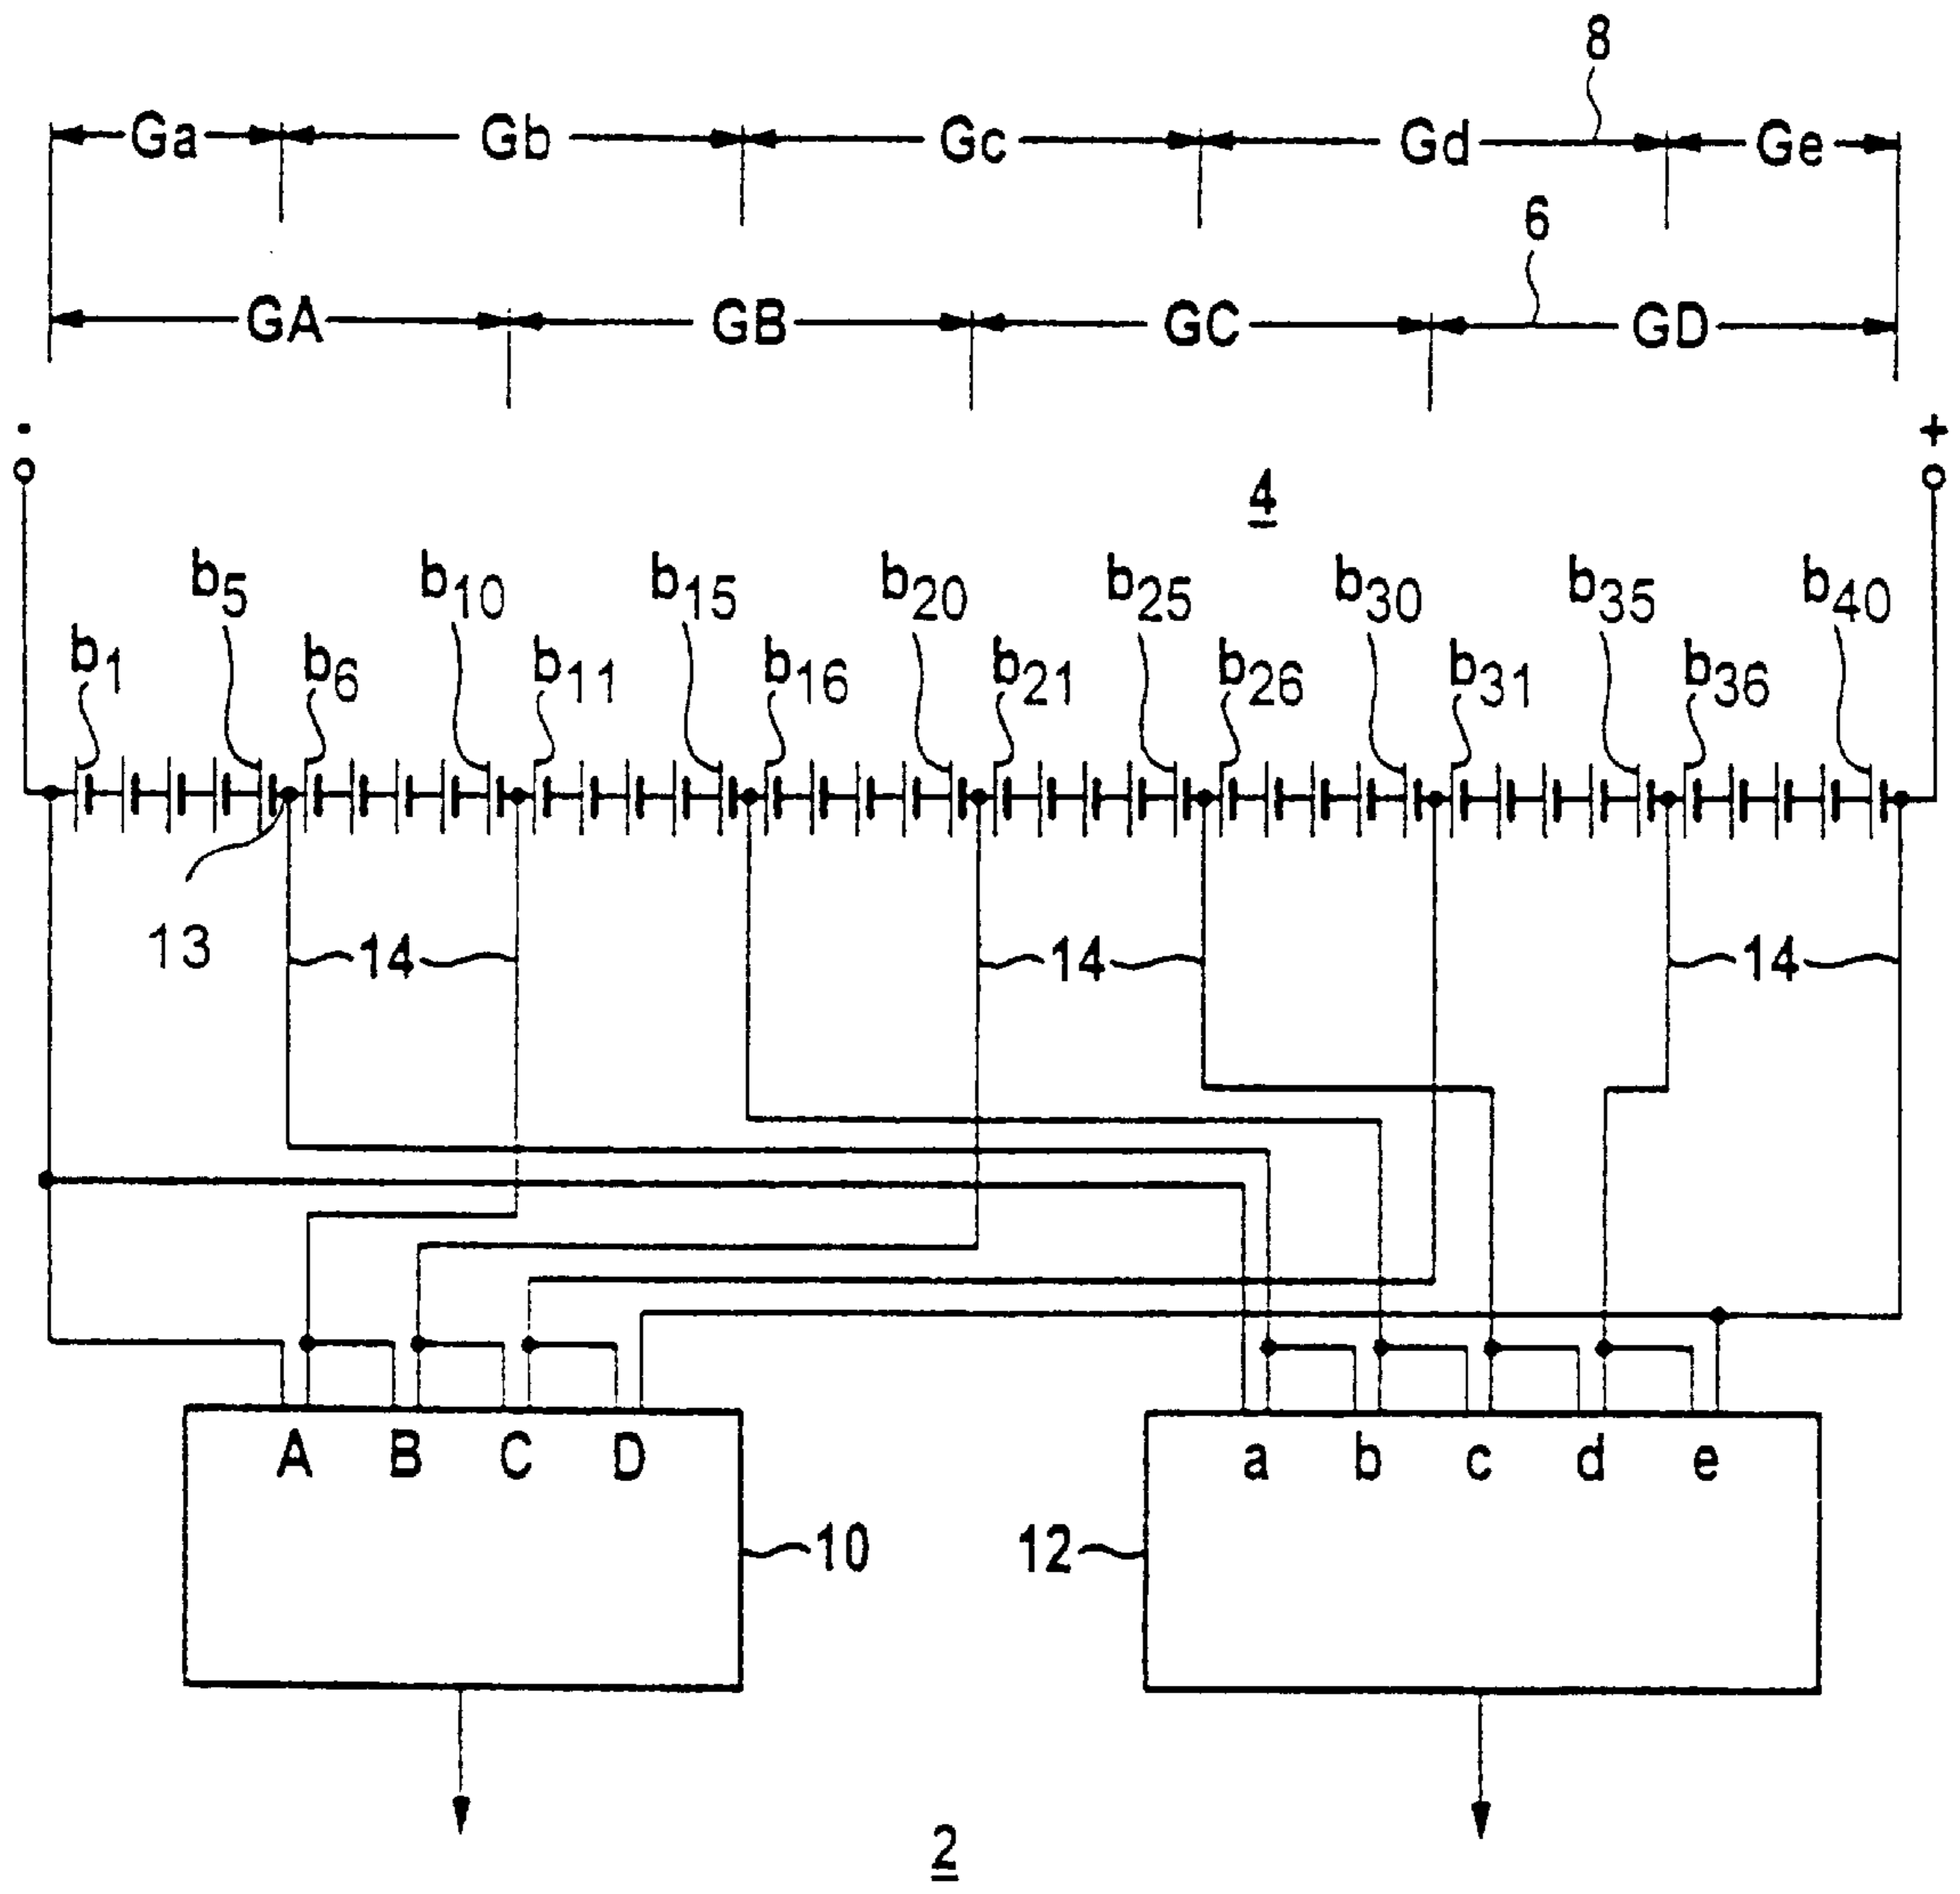 8
Ga Gb Gc Gd Ge
6
GA GB GC GD
- +
4
b5 b10 b15 b20 b25 b30 b35 b40
b1 b6 b11 b16 b21 b26 b31 b36
13 14 14 14
A B C D a b c d e
10 12
2